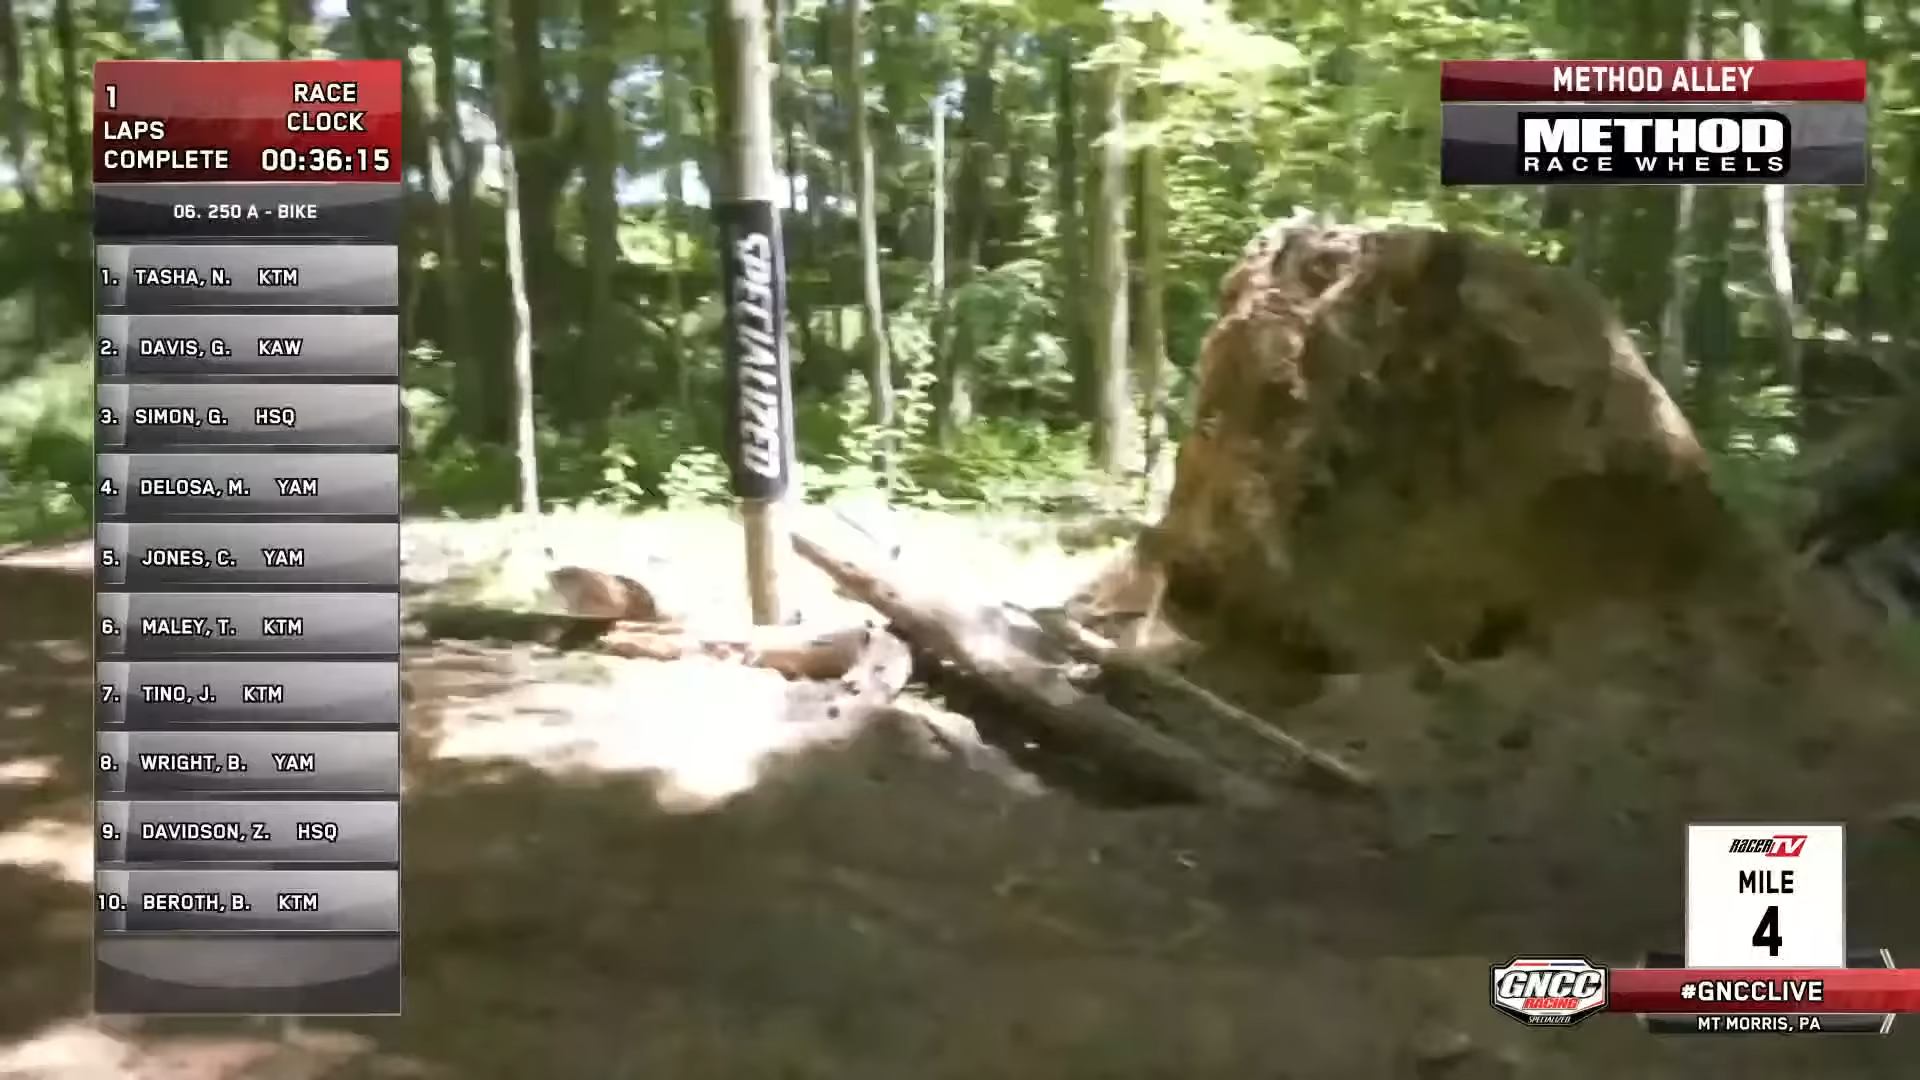 1
LAPS
COMPLETE
RACE
CLOCK
00:36:15
06. 250 A - BIKE
1. TASHA, N. KTM
2. DAVIS, G. KAW
3. SIMON, G. HSQ
4. DELOSA, M. YAM
5. JONES, C. YAM
6. MALEY, T. KTM
7. TINO, J. KTM
8. WRIGHT, B. YAM
9. DAVIDSON, Z. HSQ
10. BEROTH, B. KTM
SPECIALIZED
METHOD ALLEY
METHOD
RACE WHEELS
RACERTV
MILE
4
GNCC
RACING
SPECIALIZED
#GNCCLIVE
MT MORRIS, PA